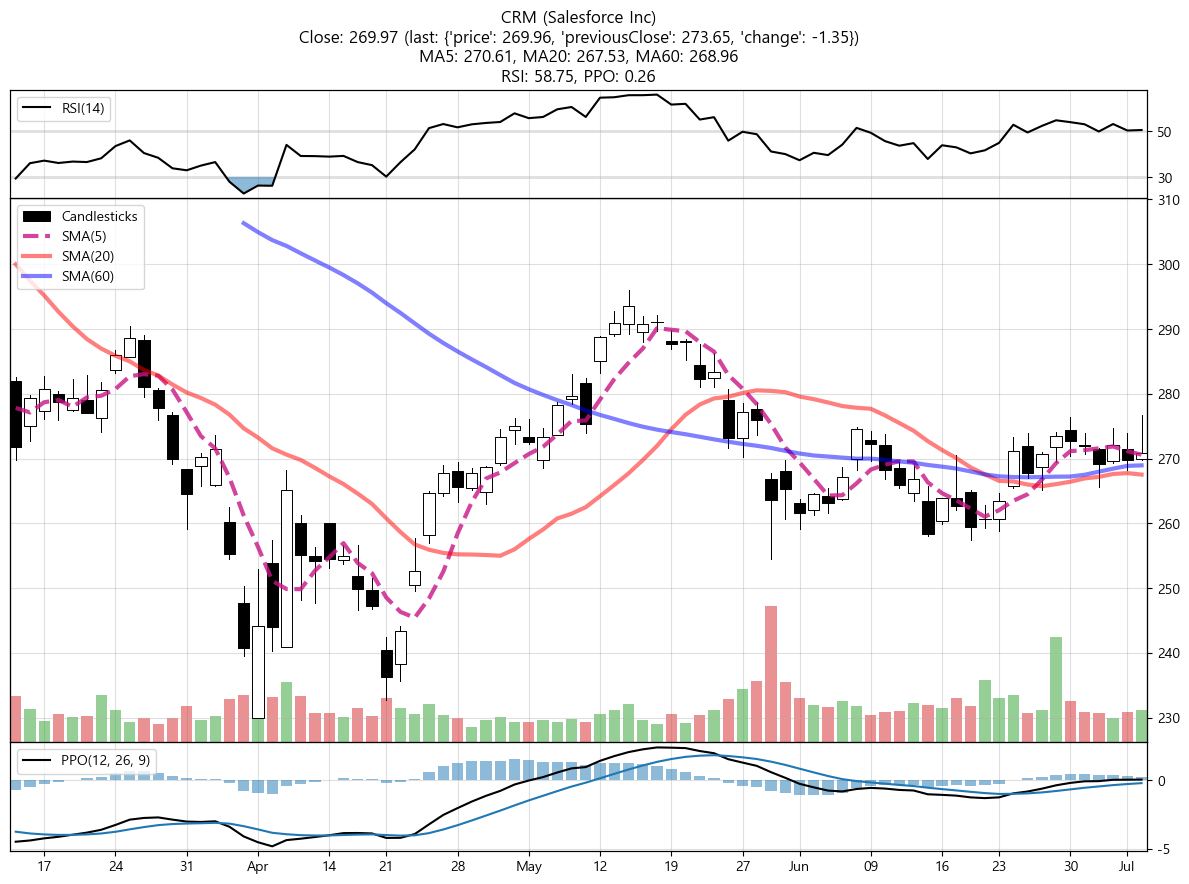 CRM (Salesforce Inc)
Close: 269.97 (last: {'price': 269.96, 'previousClose': 273.65, 'change': -1.35})
MA5: 270.61, MA20: 267.53, MA60: 268.96
RSI: 58.75, PPO: 0.26
RSI(14)
50
30
Candlesticks
SMA(5)
SMA(20)
SMA(60)
310
300
290
280
270
260
250
240
230
PPO(12, 26, 9)
0
-5
17 24 31 Apr 14 21 28 May 12 19 27 Jun 09 16 23 30 Jul